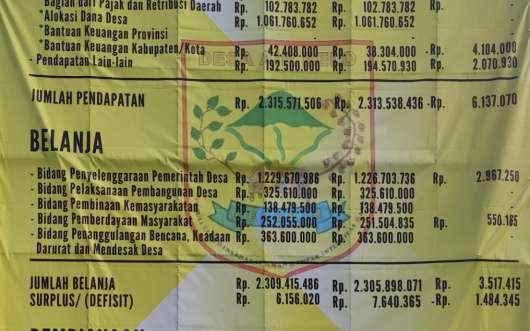 *Bagian dari Pajak dan Retribusi Daerah Rp. 102.783.782 Rp. 102.783.782
*Alokasi Dana Desa Rp. 1.061.760.652 Rp. 1.061.760.652
*Bantuan Keuangan Provinsi
*Bantuan Keuangan Kabupaten/Kota Rp. 42.408.000 Rp. 38.304.000 - Rp. 4.104.000
- Pendapatan Lain-lain Rp. 192.500.000 Rp. 194.570.930 Rp. 2.070.930
JUMLAH PENDAPATAN Rp. 2.315.571.506 Rp. 2.313.538.436 - Rp. 6.137.070
BELANJA
- Bidang Penyelenggaraan Pemerintah Desa Rp. 1.229.670.986 Rp. 1.226.703.736 Rp. 2.967.250
- Bidang Pelaksanaan Pembangunan Desa Rp. 325.610.000 Rp. 325.610.000
- Bidang Pembinaan Kemasyarakatan Rp. 138.479.500 Rp. 138.479.500
- Bidang Pemberdayaan Masyarakat Rp. 252.055.000 Rp. 251.504.835 Rp. 550.185
- Bidang Penanggulangan Bencana, Keadaan Rp. 363.600.000 Rp. 363.600.000
Darurat dan Mendesak Desa
JUMLAH BELANJA Rp. 2.309.415.486 Rp. 2.305.898.071 Rp. 3.517.415
SURPLUS/ (DEFISIT) Rp. 6.156.020 Rp. 7.640.365 - Rp. 1.484.345